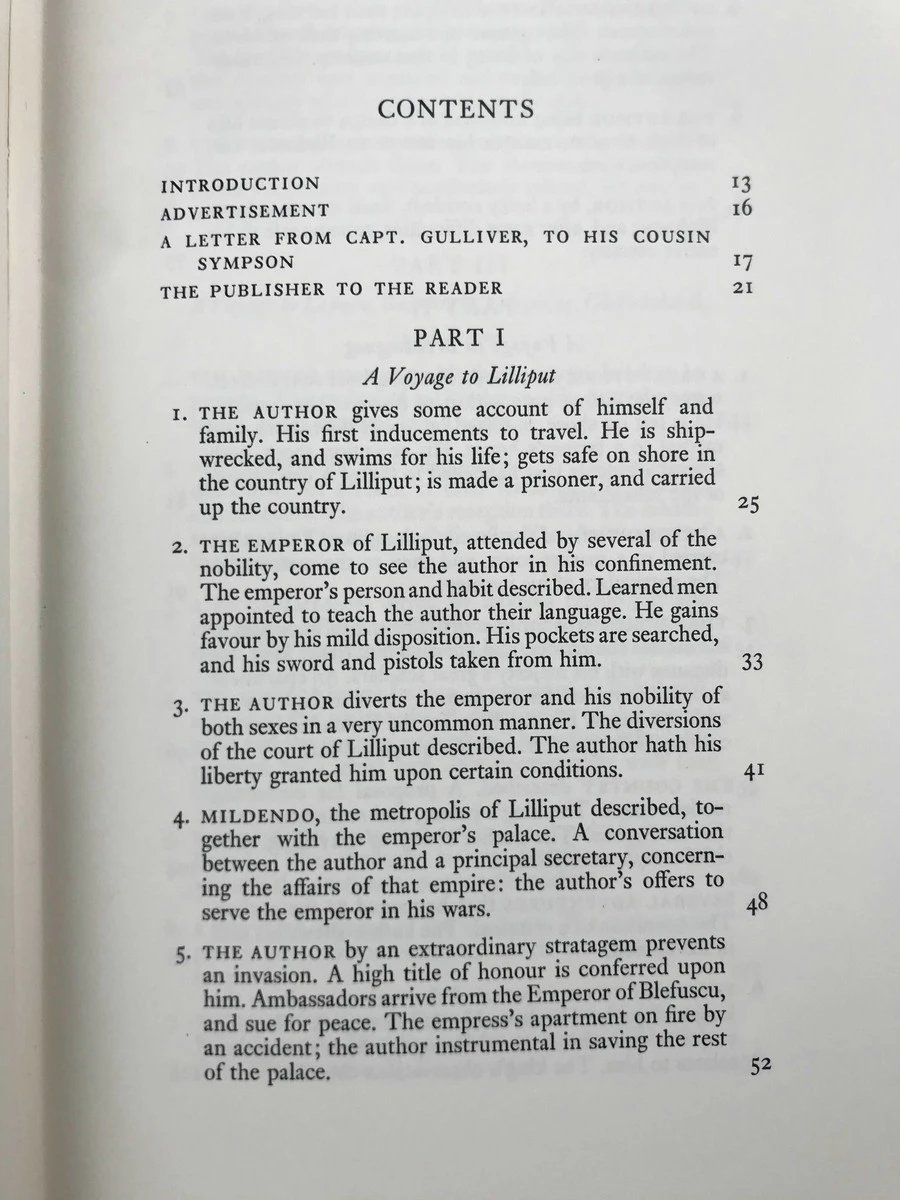 CONTENTS
INTRODUCTION 13
ADVERTISEMENT 16
A LETTER FROM CAPT. GULLIVER, TO HIS COUSIN
SYMPSON 17
THE PUBLISHER TO THE READER 21
PART I
A Voyage to Lilliput
1. THE AUTHOR gives some account of himself and
family. His first inducements to travel. He is ship-
wrecked, and swims for his life; gets safe on shore in
the country of Lilliput; is made a prisoner, and carried
up the country. 25
2. THE EMPEROR of Lilliput, attended by several of the
nobility, come to see the author in his confinement.
The emperor's person and habit described. Learned men
appointed to teach the author their language. He gains
favour by his mild disposition. His pockets are searched,
and his sword and pistols taken from him. 33
3. THE AUTHOR diverts the emperor and his nobility of
both sexes in a very uncommon manner. The diversions
of the court of Lilliput described. The author hath his
liberty granted him upon certain conditions. 41
4. MILDENDO, the metropolis of Lilliput described, to-
gether with the emperor's palace. A conversation
between the author and a principal secretary, concern-
ing the affairs of that empire: the author's offers to
serve the emperor in his wars. 48
5. THE AUTHOR by an extraordinary stratagem prevents
an invasion. A high title of honour is conferred upon
him. Ambassadors arrive from the Emperor of Blefuscu,
and sue for peace. The empress's apartment on fire by
an accident; the author instrumental in saving the rest
of the palace. 52